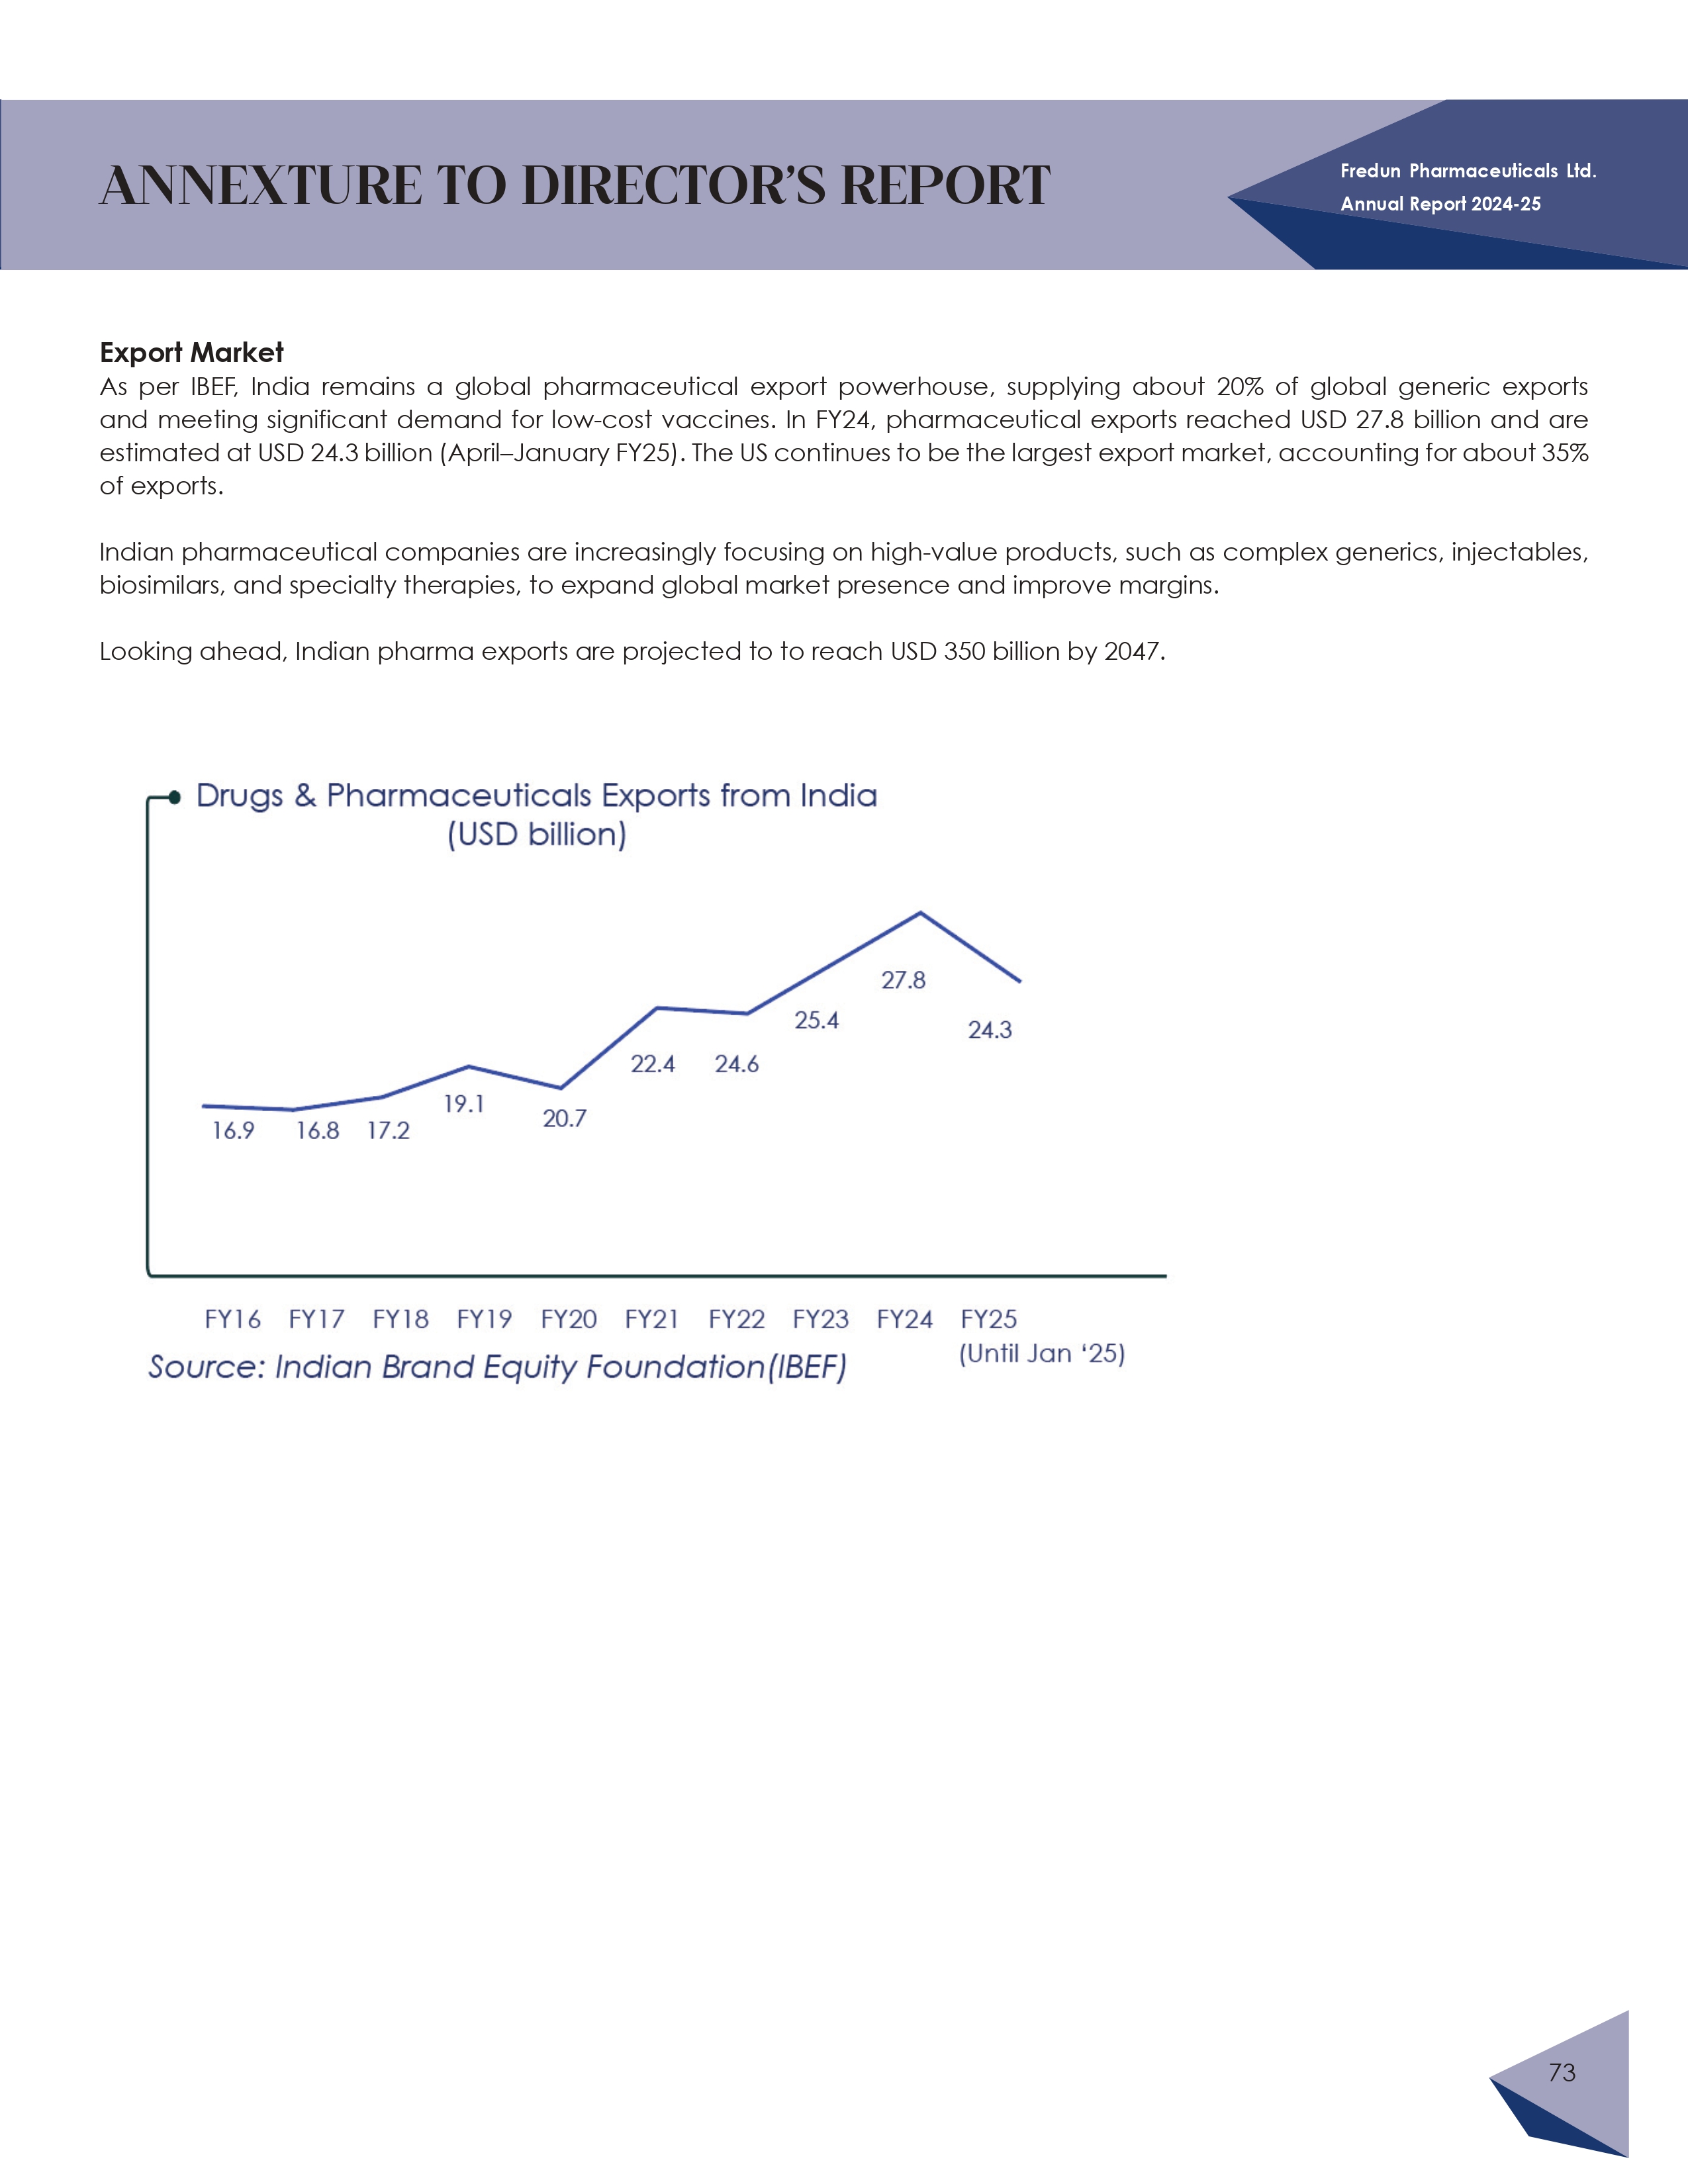 ANNEXTURE TO DIRECTOR’S REPORT
Fredun Pharmaceuticals Ltd.
Annual Report 2024-25
Export Market
As per IBEF, India remains a global pharmaceutical export powerhouse, supplying about 20% of global generic exports
and meeting significant demand for low-cost vaccines. In FY24, pharmaceutical exports reached USD 27.8 billion and are
estimated at USD 24.3 billion (April–January FY25). The US continues to be the largest export market, accounting for about 35%
of exports.
Indian pharmaceutical companies are increasingly focusing on high-value products, such as complex generics, injectables,
biosimilars, and specialty therapies, to expand global market presence and improve margins.
Looking ahead, Indian pharma exports are projected to to reach USD 350 billion by 2047.
Drugs & Pharmaceuticals Exports from India
(USD billion)
16.9 16.8 17.2 19.1 20.7 22.4 24.6 25.4 27.8 24.3
FY16 FY17 FY18 FY19 FY20 FY21 FY22 FY23 FY24 FY25
(Until Jan ‘25)
Source: Indian Brand Equity Foundation(IBEF)
73